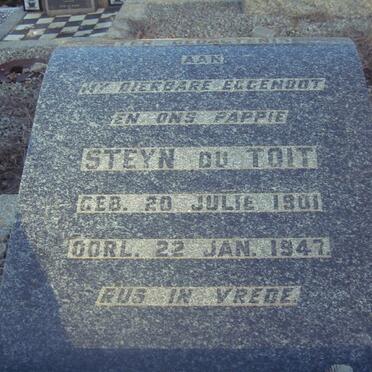 AAN
MY DIERBARE EGGENOOT
EN ONS PAPPIE
STEYN DU TOIT
GEB. 20 JULIE 1901
OORL. 22 JAN. 1947
RUS IN VREDE